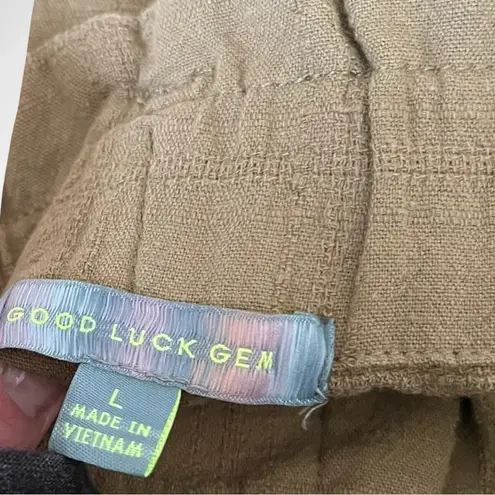 GOOD LUCK GEM
L
MADE IN
VIETNAM